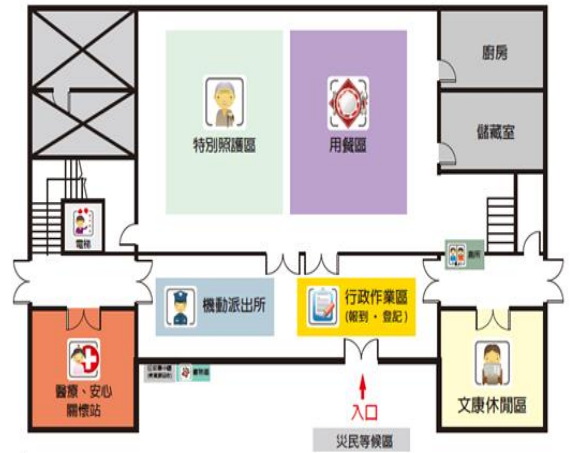 廚房
特別照護區
用餐區
儲藏室
電梯
廁所
機動派出所
行政作業區
(報到・登記)
醫療、安心
關懷站
入口
文康休閒區
災民等候區